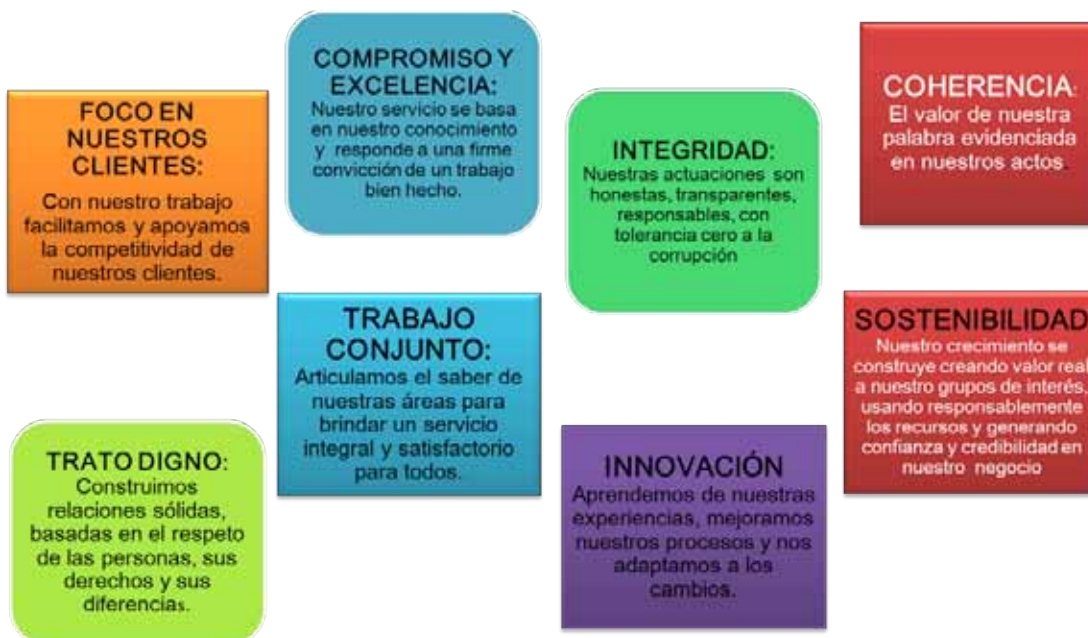 FOCO EN
NUESTROS
CLIENTES:
Con nuestro trabajo
facilitamos y apoyamos
la competitividad de
nuestros clientes.
COMPROMISO Y
EXCELENCIA:
Nuestro servicio se basa
en nuestro conocimiento
y responde a una firme
convicción de un trabajo
bien hecho.
INTEGRIDAD:
Nuestras actuaciones son
honestas, transparentes,
responsables, con
tolerancia cero a la
corrupción
COHERENCIA:
El valor de nuestra
palabra evidenciada
en nuestros actos.
TRATO DIGNO:
Construimos
relaciones sólidas,
basadas en el respeto
de las personas, sus
derechos y sus
diferencias.
TRABAJO
CONJUNTO:
Articulamos el saber de
nuestras áreas para
brindar un servicio
integral y satisfactorio
para todos.
INNOVACIÓN
Aprendemos de nuestras
experiencias, mejoramos
nuestros procesos y nos
adaptamos a los
cambios.
SOSTENIBILIDAD
Nuestro crecimiento se
construye creando valor real
a nuestro grupos de interés,
usando responsablemente
los recursos y generando
confianza y credibilidad en
nuestro negocio